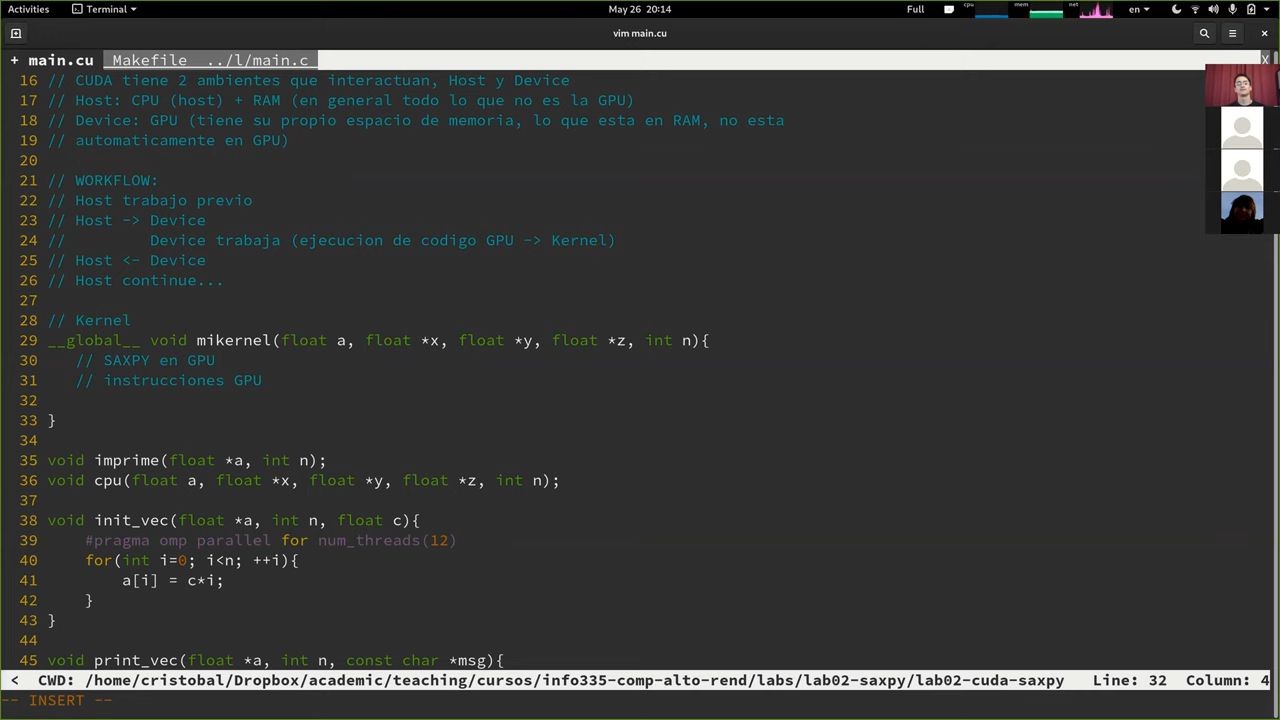 Activities Terminal May 26 20:14 Full cpu mem net en
vim main.cu
+ main.cu Makefile ../l/main.c X
16 // CUDA tiene 2 ambientes que interactuan, Host y Device
17 // Host: CPU (host) + RAM (en general todo lo que no es la GPU)
18 // Device: GPU (tiene su propio espacio de memoria, lo que esta en RAM, no esta
19 // automaticamente en GPU)
20
21 // WORKFLOW:
22 // Host trabajo previo
23 // Host -> Device
24 //         Device trabaja (ejecucion de codigo GPU -> Kernel)
25 // Host <- Device
26 // Host continue...
27
28 // Kernel
29 __global__ void mikernel(float a, float *x, float *y, float *z, int n){
30    // SAXPY en GPU
31    // instrucciones GPU
32
33 }
34
35 void imprime(float *a, int n);
36 void cpu(float a, float *x, float *y, float *z, int n);
37
38 void init_vec(float *a, int n, float c){
39     #pragma omp parallel for num_threads(12)
40     for(int i=0; i<n; ++i){
41         a[i] = c*i;
42     }
43 }
44
45 void print_vec(float *a, int n, const char *msg){
< CWD: /home/cristobal/Dropbox/academic/teaching/cursos/info335-comp-alto-rend/labs/lab02-saxpy/lab02-cuda-saxpy Line: 32 Column: 4
-- INSERT --